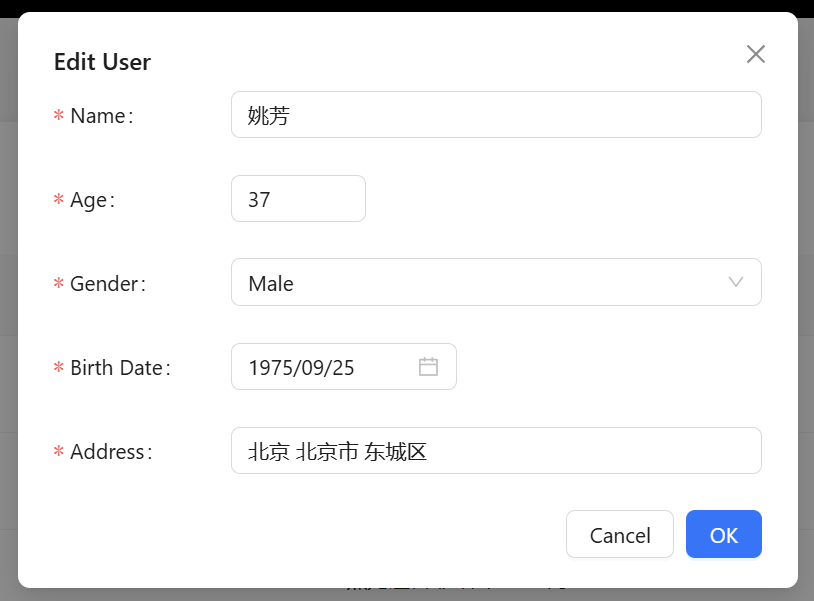 Edit User
* Name: 姚芳
* Age: 37
* Gender: Male
* Birth Date: 1975/09/25
* Address: 北京 北京市 东城区
Cancel OK